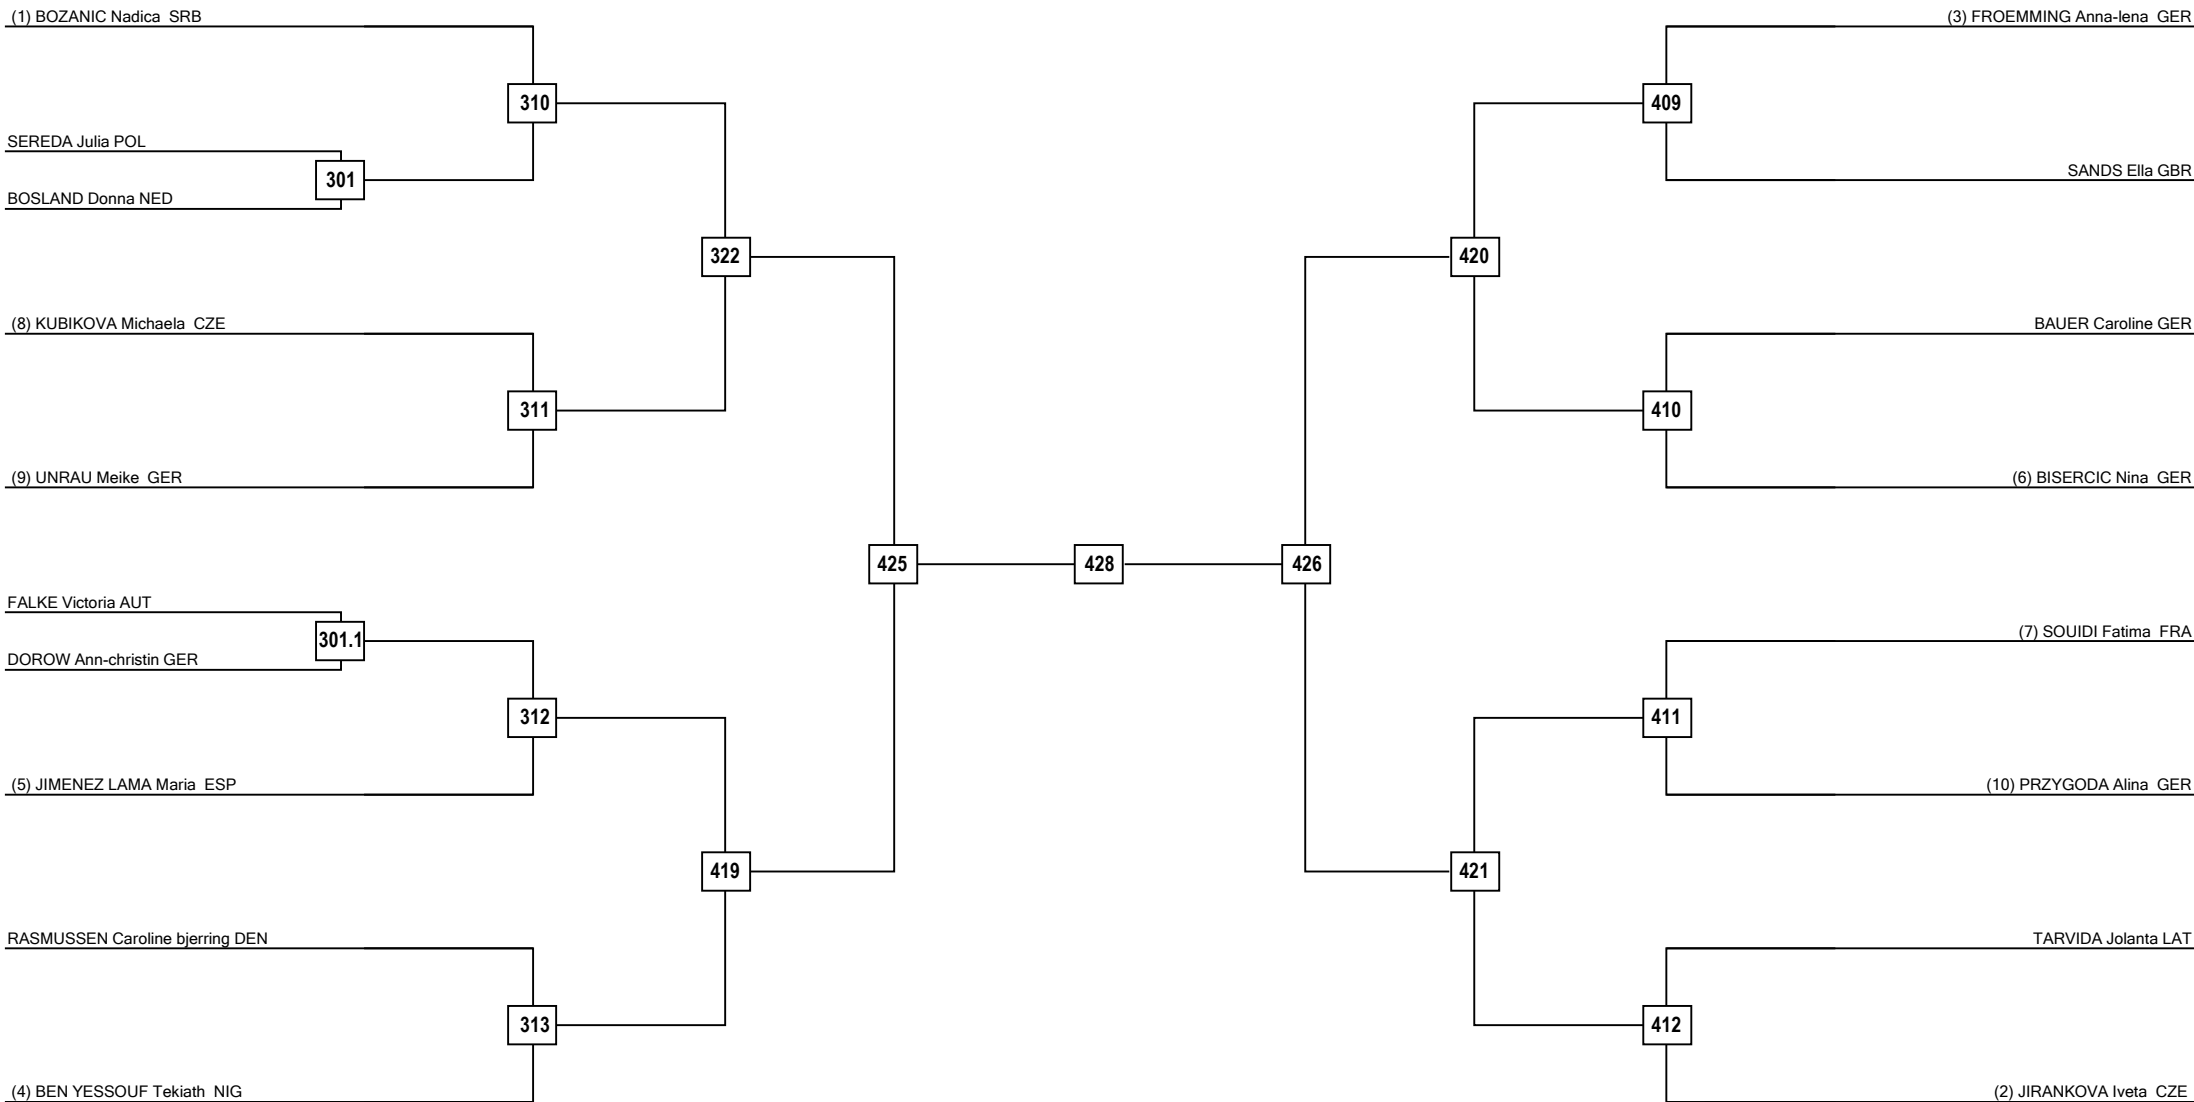 (1) BOZANIC Nadica  SRB
(3) FROEMMING Anna-lena  GER
310
409
SEREDA Julia POL
301
SANDS Ella GBR
BOSLAND Donna NED
322
420
(8) KUBIKOVA Michaela  CZE
BAUER Caroline GER
311
410
(9) UNRAU Meike  GER
(6) BISERCIC Nina  GER
425
428
426
FALKE Victoria AUT
301.1
(7) SOUIDI Fatima  FRA
DOROW Ann-christin GER
312
411
(5) JIMENEZ LAMA Maria  ESP
(10) PRZYGODA Alina  GER
419
421
RASMUSSEN Caroline bjerring DEN
TARVIDA Jolanta LAT
313
412
(4) BEN YESSOUF Tekiath  NIG
(2) JIRANKOVA Iveta  CZE